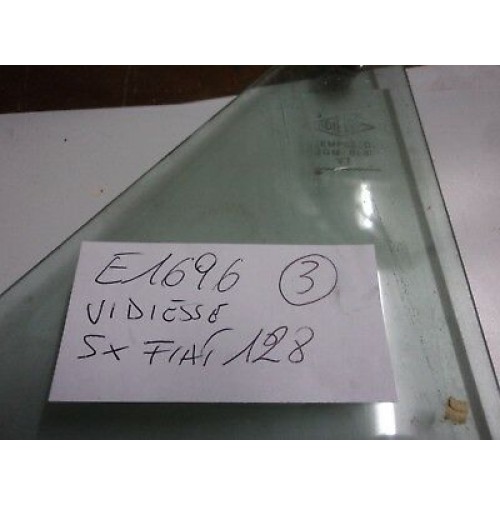 E1696 3
VIDIESSE
SX FIAT 128